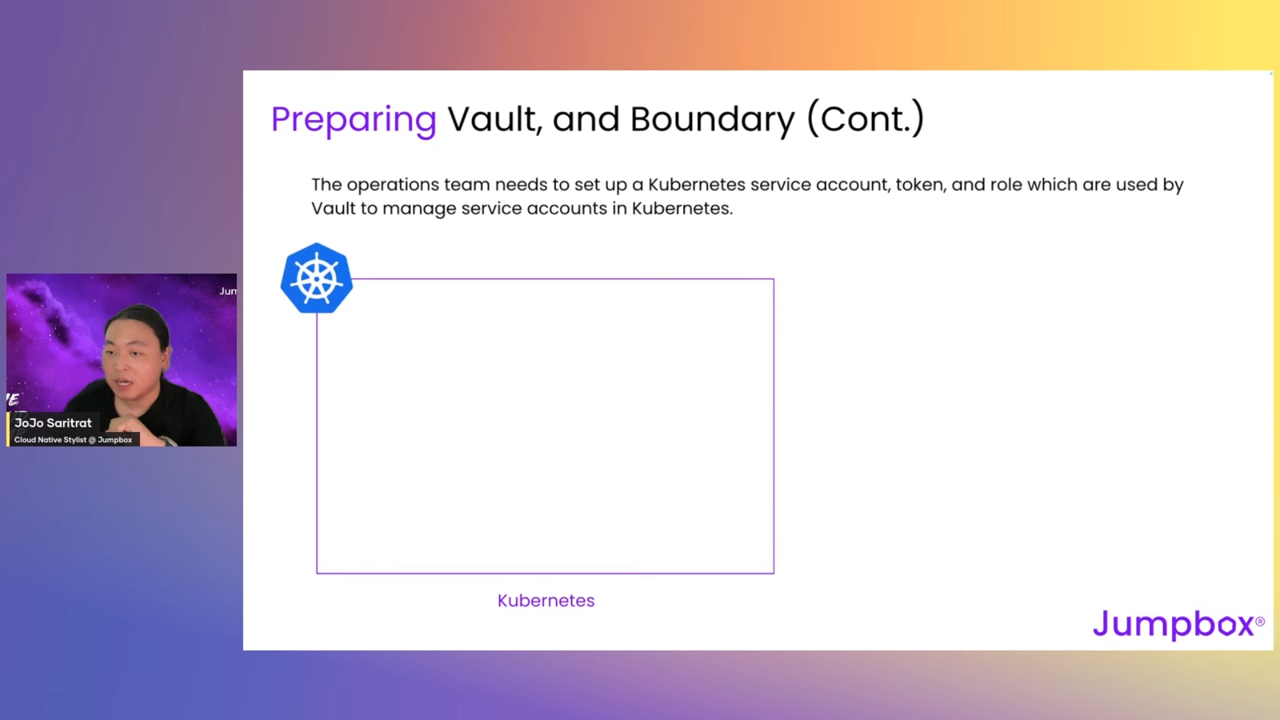 Preparing Vault, and Boundary (Cont.)
The operations team needs to set up a Kubernetes service account, token, and role which are used by
Vault to manage service accounts in Kubernetes.
Kubernetes
Jumpbox®
Jum
JoJo Saritrat
Cloud Native Stylist @ Jumpbox